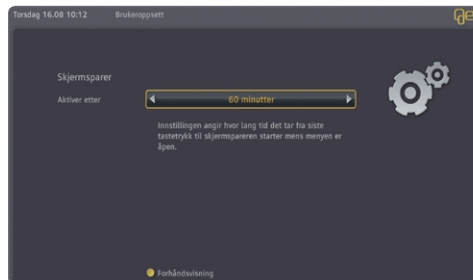 Torsdag 16.08 10:12 Brukeroppsett
Skjermsparer
Aktiver etter 60 minutter
Innstillingen angir hvor lang tid det tar fra siste
tastetrykk til skjermspareren starter mens menyen er
åpen.
Forhåndsvisning